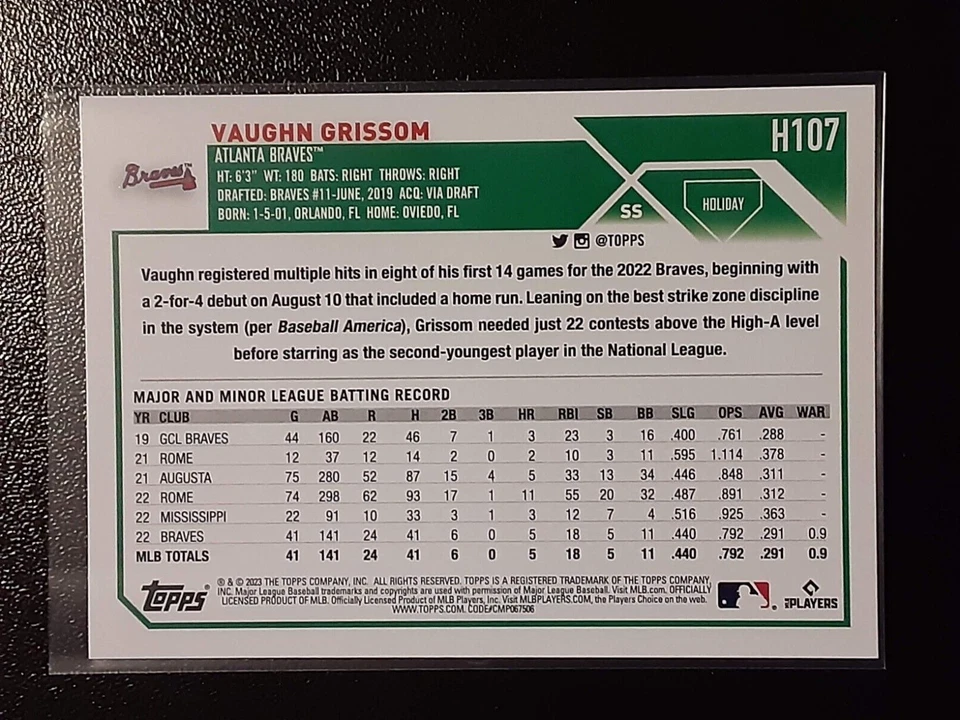 VAUGHN GRISSOM
H107
Braves
ATLANTA BRAVES™
HT: 6'3" WT: 180 BATS: RIGHT THROWS: RIGHT
DRAFTED: BRAVES #11-JUNE, 2019 ACQ: VIA DRAFT
BORN: 1-5-01, ORLANDO, FL HOME: OVIEDO, FL
SS
HOLIDAY
@TOPPS
Vaughn registered multiple hits in eight of his first 14 games for the 2022 Braves, beginning with
a 2-for-4 debut on August 10 that included a home run. Leaning on the best strike zone discipline
in the system (per Baseball America), Grissom needed just 22 contests above the High-A level
before starring as the second-youngest player in the National League.
MAJOR AND MINOR LEAGUE BATTING RECORD
YR CLUB G AB R H 2B 3B HR RBI SB BB SLG OPS AVG WAR
19 GCL BRAVES 44 160 22 46 7 1 3 23 3 16 .400 .761 .288 -
21 ROME 12 37 12 14 2 0 2 10 3 11 .595 1.114 .378 -
21 AUGUSTA 75 280 52 87 15 4 5 33 13 34 .446 .848 .311 -
22 ROME 74 298 62 93 17 1 11 55 20 32 .487 .891 .312 -
22 MISSISSIPPI 22 91 10 33 3 1 3 12 7 4 .516 .925 .363 -
22 BRAVES 41 141 24 41 6 0 5 18 5 11 .440 .792 .291 0.9
MLB TOTALS 41 141 24 41 6 0 5 18 5 11 .440 .792 .291 0.9
Topps®
® & © 2023 THE TOPPS COMPANY, INC. ALL RIGHTS RESERVED. TOPPS IS A REGISTERED TRADEMARK OF THE TOPPS COMPANY,
INC. Major League Baseball trademarks and copyrights are used with permission of Major League Baseball. Visit MLB.com. OFFICIALLY
LICENSED PRODUCT OF MLB. Officially Licensed Product of MLB Players, Inc. Visit MLBPLAYERS.com, the Players Choice on the web.
WWW.TOPPS.COM. CODE#CMP067506
MLB PLAYERS